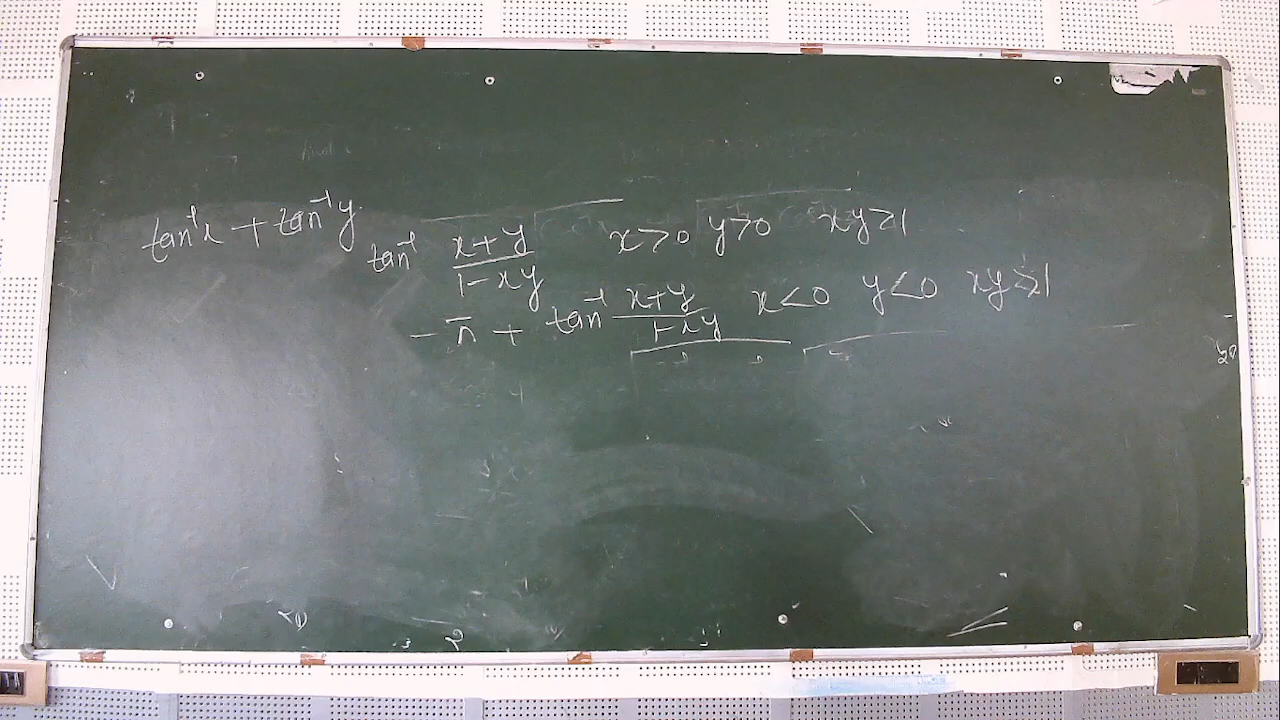 tan⁻¹x + tan⁻¹y
tan⁻¹ (x+y)/(1-xy) x>0 y>0 xy>1
-π + tan⁻¹ (x+y)/(1-xy) x<0 y<0 xy>1